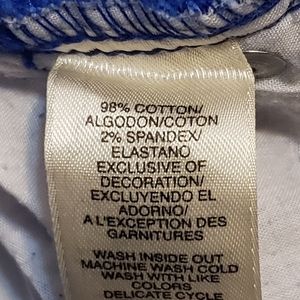 98% COTTON/
ALGODON/COTON
2% SPANDEX/
ELASTANO
EXCLUSIVE OF
DECORATION/
EXCLUYENDO EL
ADORNO/
A L'EXCEPTION DES
GARNITURES
WASH INSIDE OUT
MACHINE WASH COLD
WASH WITH LIKE
COLORS
DELICATE CYCLE